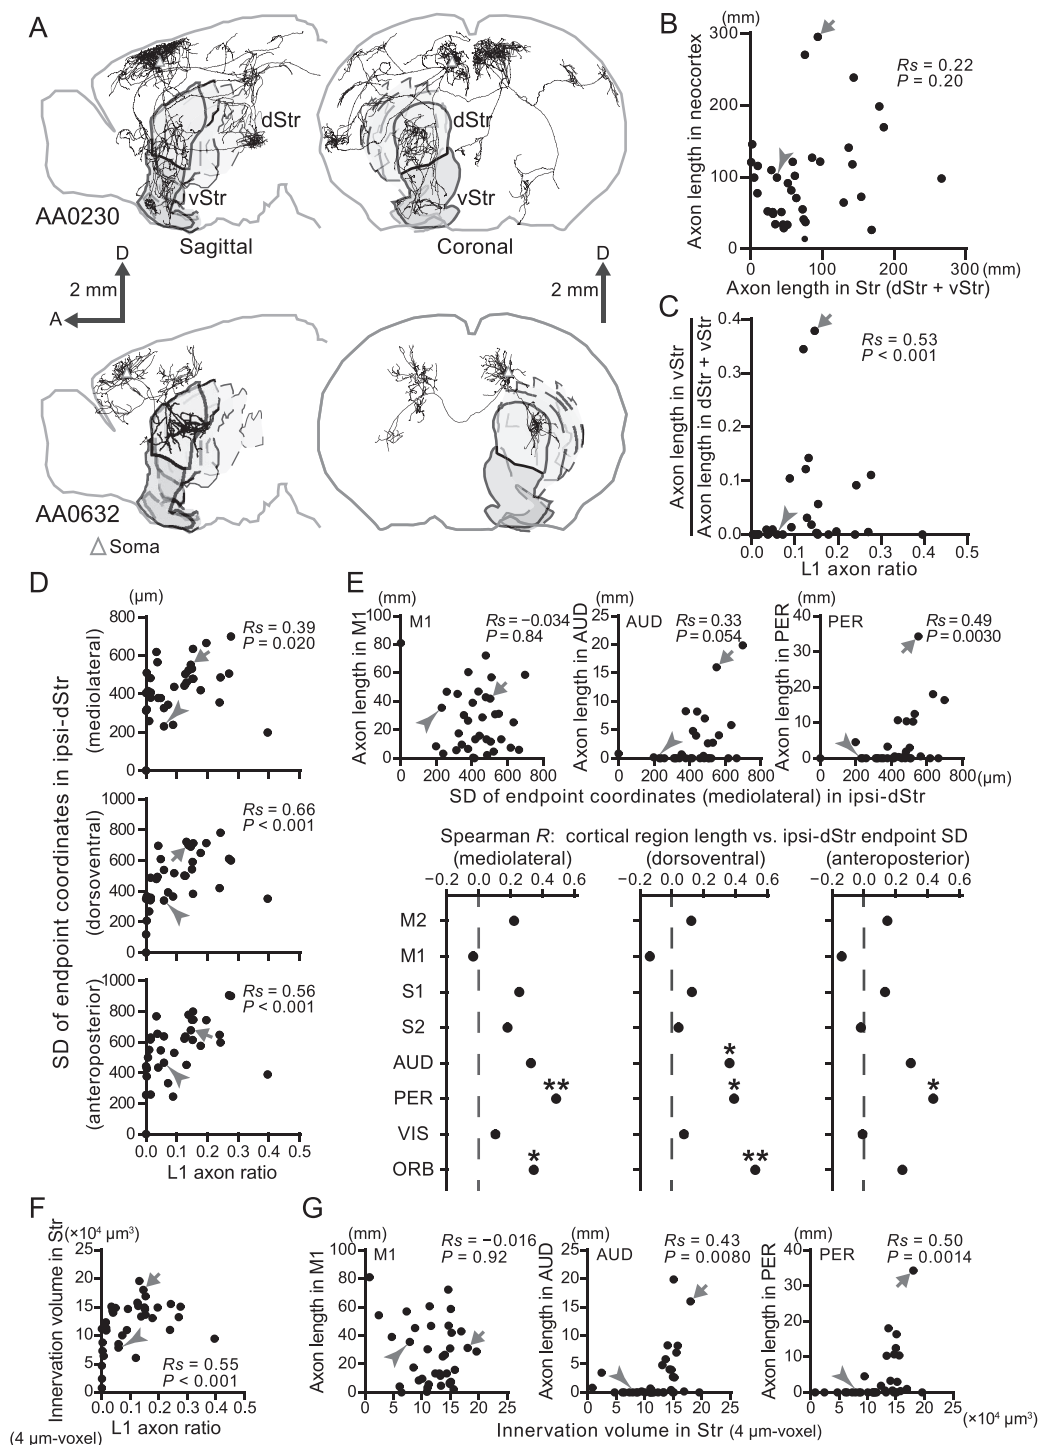 A
dStr
vStr
AA0230
Sagittal
dStr
vStr
Coronal
D
2 mm
A
D
2 mm
AA0632
Soma
B
(mm)
Axon length in neocortex
300
200
100
0
Rs = 0.22
P = 0.20
0 100 200 300 (mm)
Axon length in Str (dStr + vStr)
C
Axon length in vStr
Axon length in dStr + vStr
0.4
0.3
0.2
0.1
0.0
Rs = 0.53
P < 0.001
0.0 0.1 0.2 0.3 0.4 0.5
L1 axon ratio
D
SD of endpoint coordinates in ipsi-dStr
(µm)
(mediolateral)
800
600
400
200
0
Rs = 0.39
P = 0.020
(dorsoventral)
1000
800
600
400
200
0
Rs = 0.66
P < 0.001
(anteroposterior)
1000
800
600
400
200
0
Rs = 0.56
P < 0.001
0.0 0.1 0.2 0.3 0.4 0.5
L1 axon ratio
E
(mm)
Axon length in M1
100
80
60
40
20
0
M1
Rs = −0.034
P = 0.84
0 200 400 600 800
(mm)
Axon length in AUD
25
20
15
10
5
0
AUD
Rs = 0.33
P = 0.054
0 200 400 600 800
(mm)
Axon length in PER
40
30
20
10
0
PER
Rs = 0.49
P = 0.0030
0 200 400 600 800 (µm)
SD of endpoint coordinates (mediolateral) in ipsi-dStr
Spearman R: cortical region length vs. ipsi-dStr endpoint SD
(mediolateral) (dorsoventral) (anteroposterior)
−0.2 0.0 0.2 0.4 0.6 −0.2 0.0 0.2 0.4 0.6 −0.2 0.0 0.2 0.4 0.6
M2
M1
S1
S2
AUD *
PER ** * *
VIS
ORB * **
F
(×10⁴ µm³)
Innervation volume in Str
25
20
15
10
5
0
Rs = 0.55
P < 0.001
0.0 0.1 0.2 0.3 0.4 0.5
(4 µm-voxel) L1 axon ratio
G
(mm)
Axon length in M1
100
80
60
40
20
0
M1
Rs = −0.016
P = 0.92
0 5 10 15 20 25
(mm)
Axon length in AUD
25
20
15
10
5
0
AUD
Rs = 0.43
P = 0.0080
0 5 10 15 20 25
(mm)
Axon length in PER
40
30
20
10
0
PER
Rs = 0.50
P = 0.0014
0 5 10 15 20 25 (×10⁴ µm³)
Innervation volume in Str (4 µm-voxel)